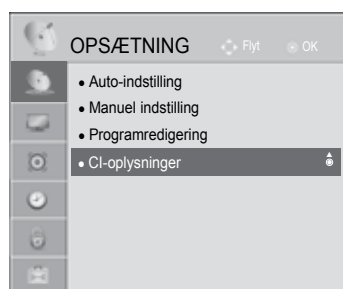 OPSÆTNING Flyt OK
• Auto-indstilling
• Manuel indstilling
• Programredigering
• CI-oplysninger